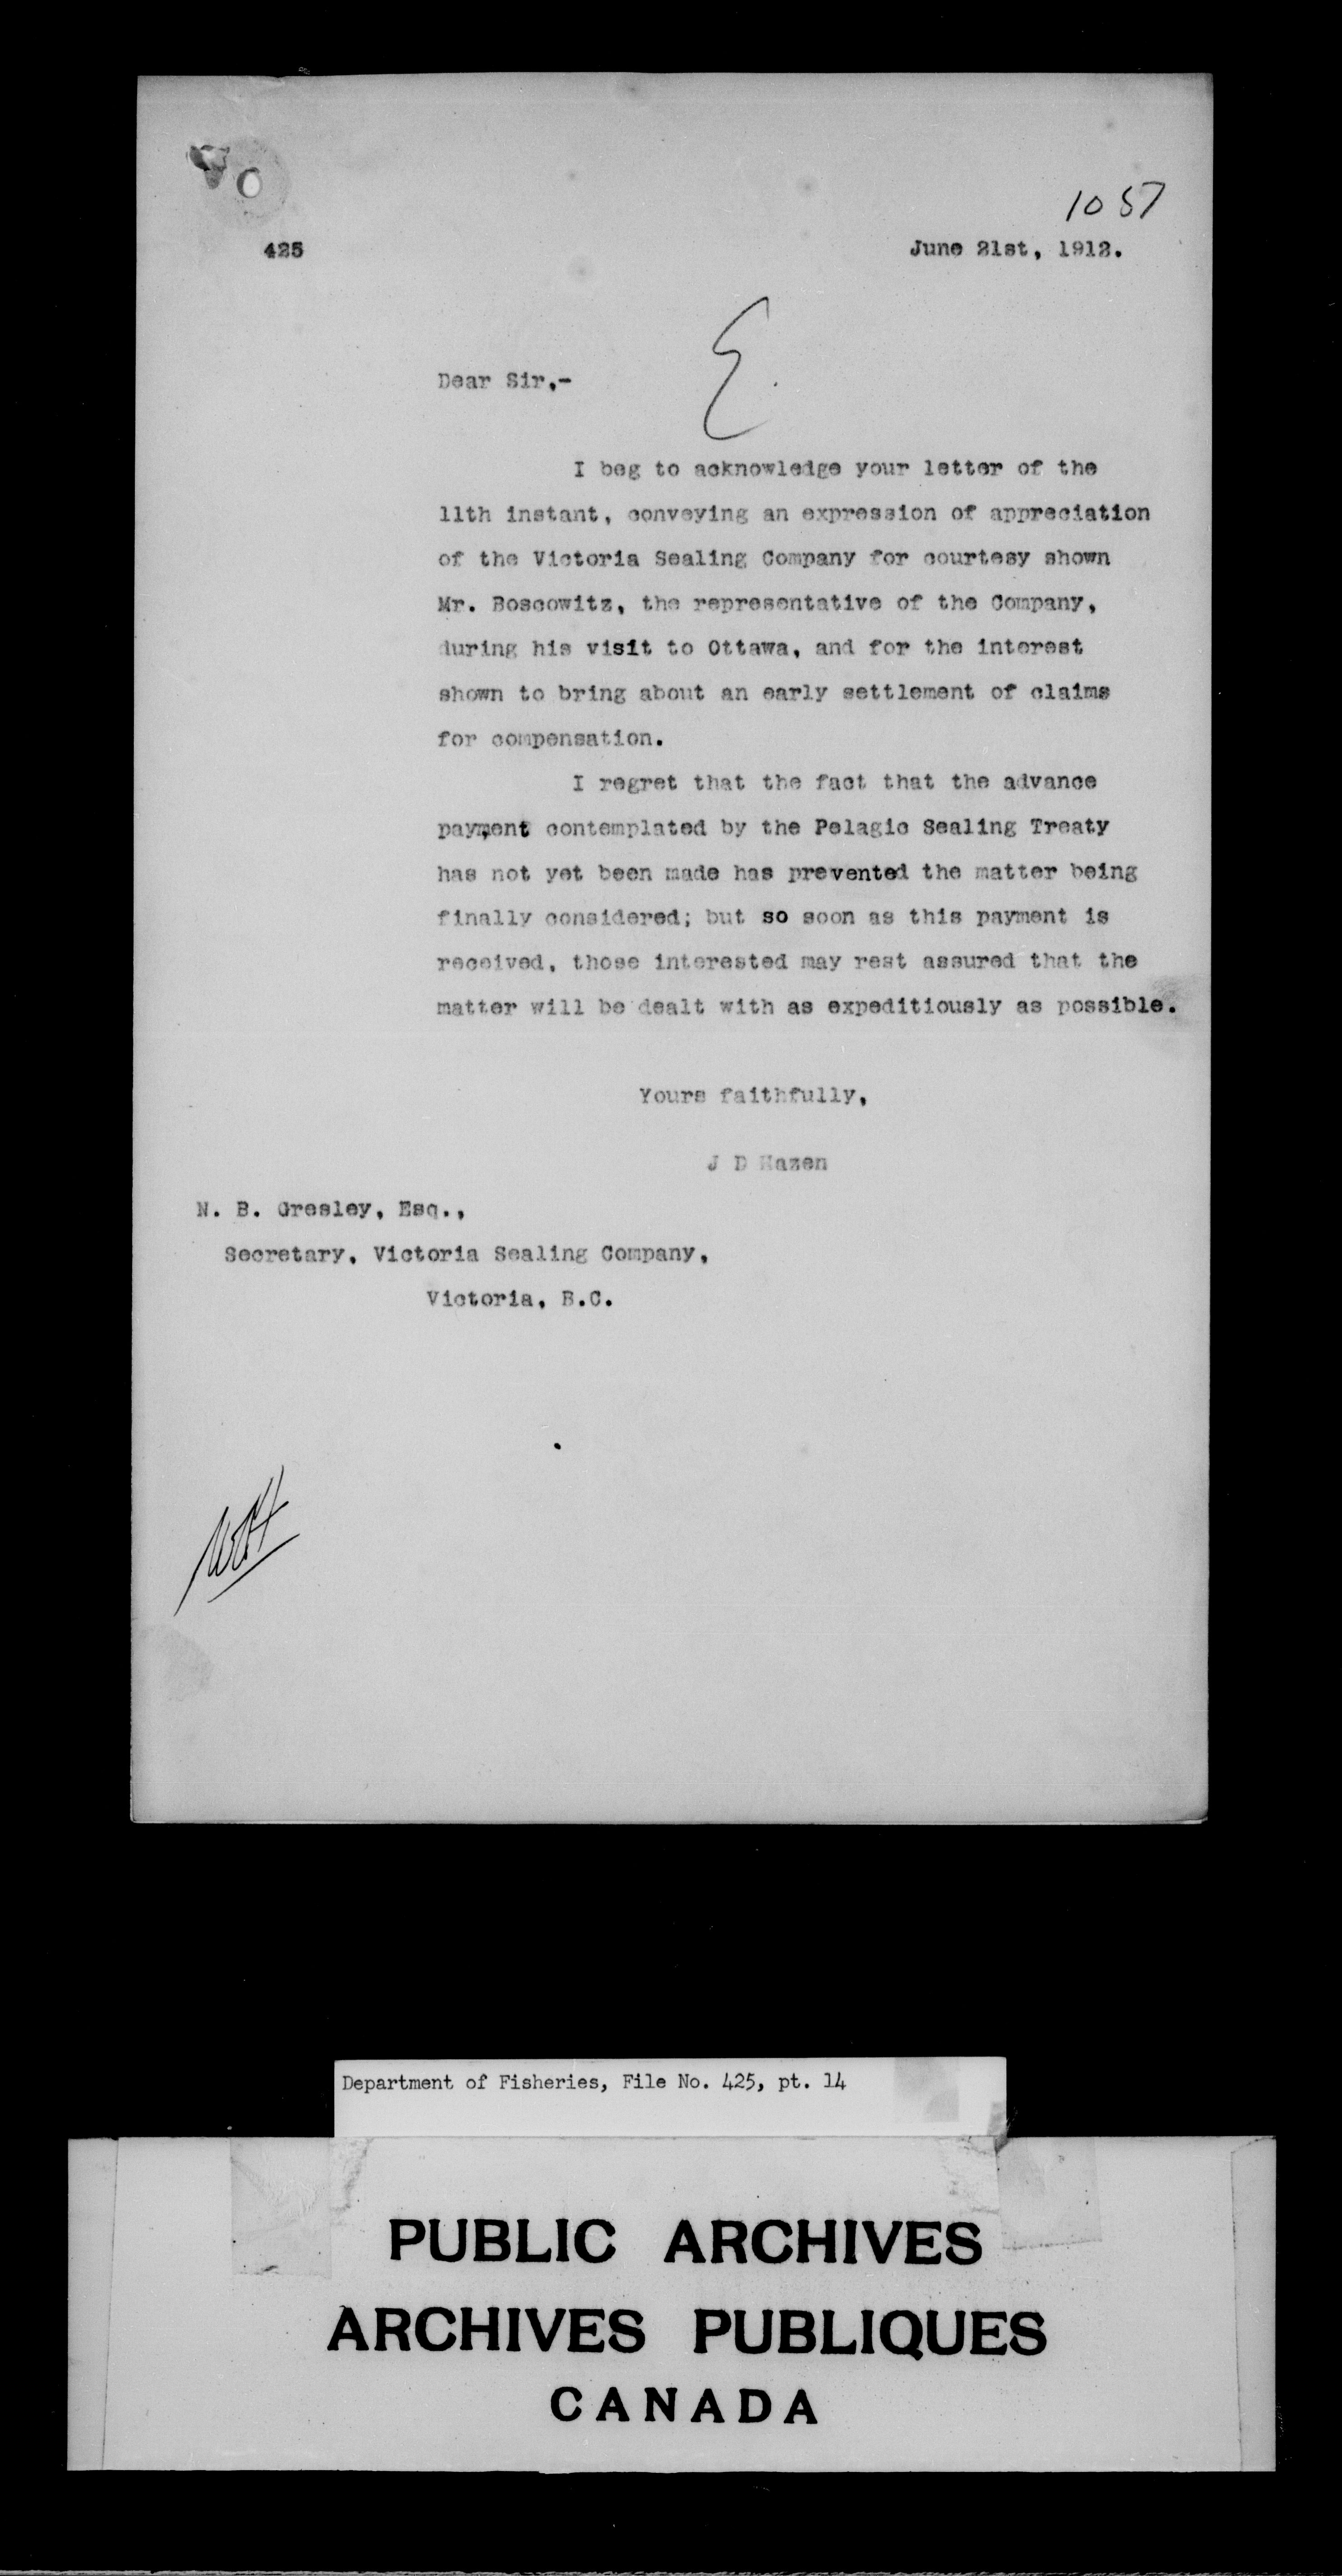 1057
425
June 21st, 1912.
E.
Dear Sir,-
I beg to acknowledge your letter of the
11th instant, conveying an expression of appreciation
of the Victoria Sealing Company for courtesy shown
Mr. Boscowitz, the representative of the Company,
during his visit to Ottawa, and for the interest
shown to bring about an early settlement of claims
for compensation.
I regret that the fact that the advance
payment contemplated by the Pelagic Sealing Treaty
has not yet been made has prevented the matter being
finally considered; but so soon as this payment is
received, those interested may rest assured that the
matter will be dealt with as expeditiously as possible.
Yours faithfully,
J D Hazen
N. B. Gresley, Esq.,
Secretary, Victoria Sealing Company,
Victoria, B.C.
Department of Fisheries, File No. 425, pt. 14
PUBLIC ARCHIVES
ARCHIVES PUBLIQUES
CANADA